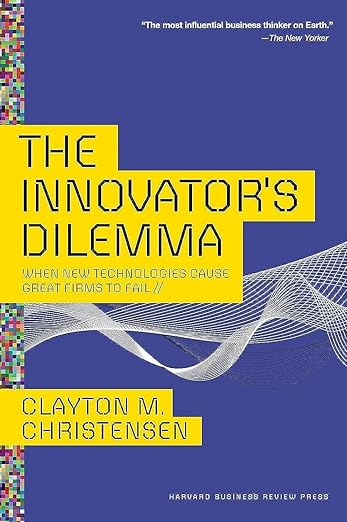 “The most influential business thinker on Earth.”
—The New Yorker
THE
INNOVATOR'S
DILEMMA
WHEN NEW TECHNOLOGIES CAUSE
GREAT FIRMS TO FAIL //
CLAYTON M.
CHRISTENSEN
HARVARD BUSINESS REVIEW PRESS